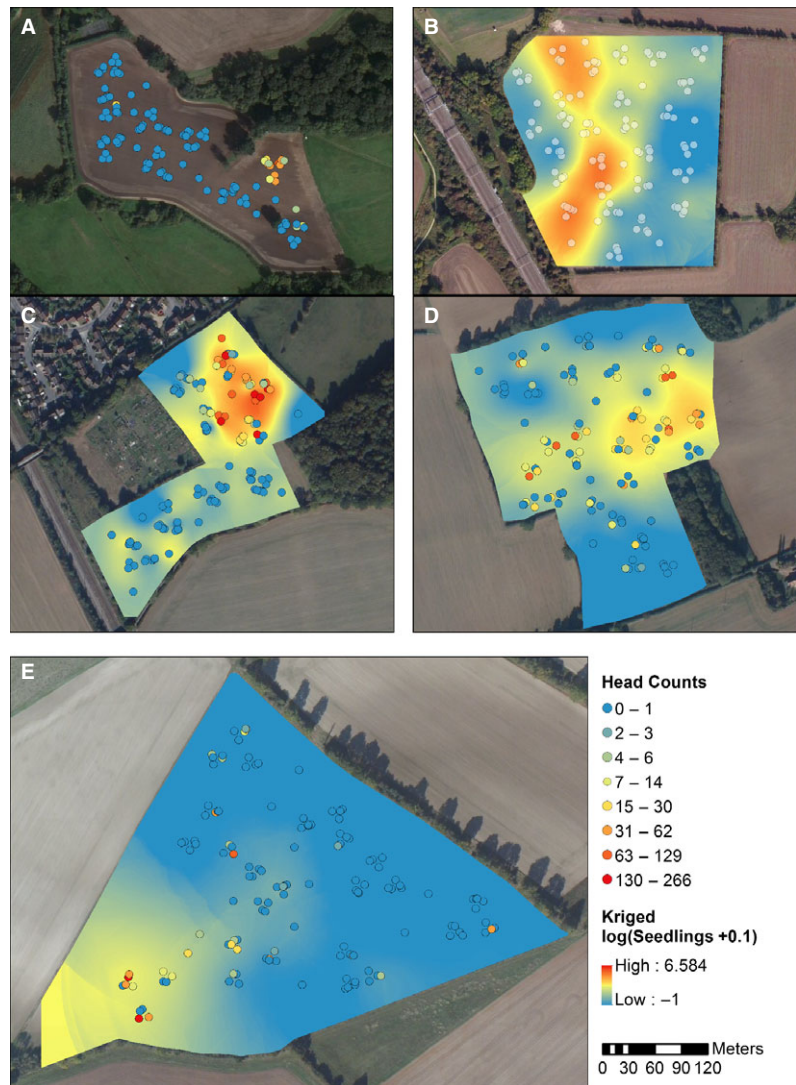 A
B
C
D
E
Head Counts
0 – 1
2 – 3
4 – 6
7 – 14
15 – 30
31 – 62
63 – 129
130 – 266
Kriged
log(Seedlings +0.1)
High : 6.584
Low : –1
Meters
0 30 60 90 120